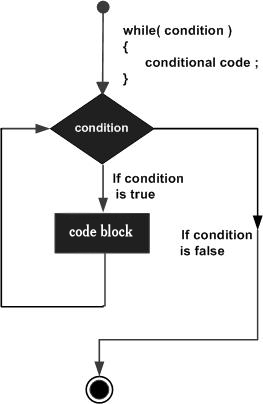 while( condition )
{
conditional code ;
}
condition
If condition
is true
code block
If condition
is false